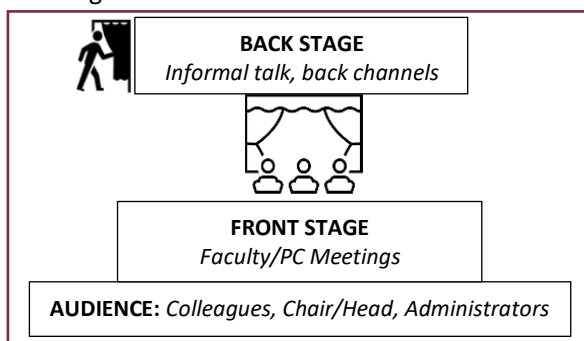 BACK STAGE
Informal talk, back channels
FRONT STAGE
Faculty/PC Meetings
AUDIENCE: Colleagues, Chair/Head, Administrators